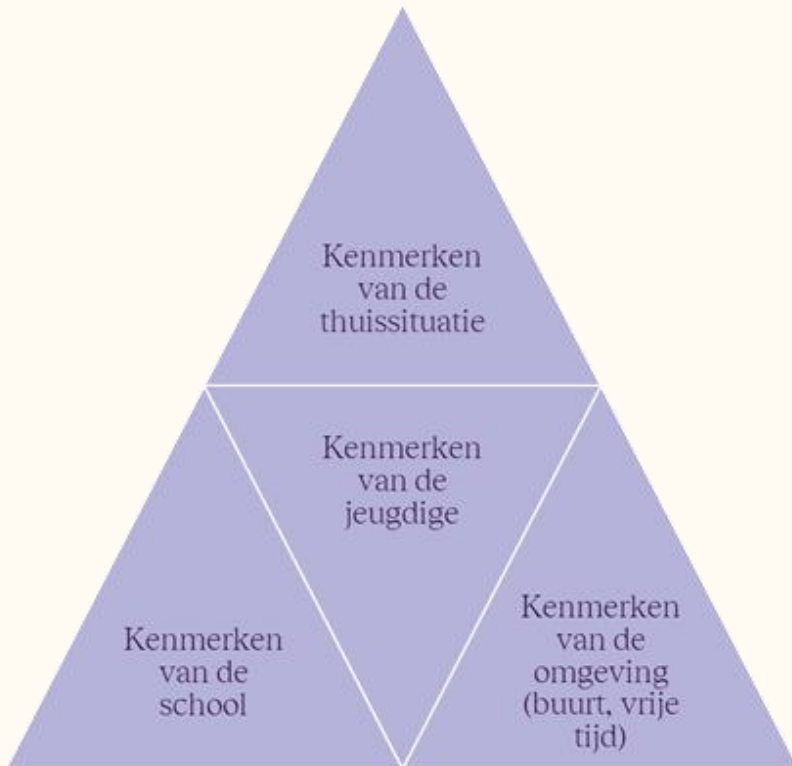 Kenmerken
van de
thuissituatie
Kenmerken
van de
jeugdige
Kenmerken
van de
school
Kenmerken
van de
omgeving
(buurt, vrije
tijd)